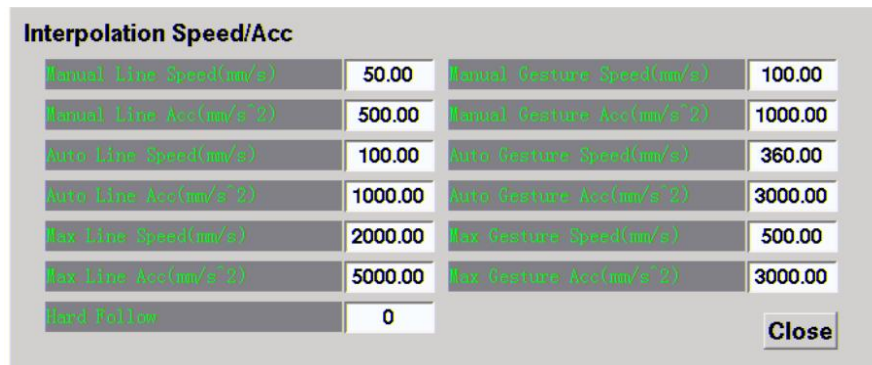 Interpolation Speed/Acc
Manual Line Speed(mm/s) 50.00 Manual Gesture Speed(mm/s) 100.00
Manual Line Acc(mm/s^2) 500.00 Manual Gesture Acc(mm/s^2) 1000.00
Auto Line Speed(mm/s) 100.00 Auto Gesture Speed(mm/s) 360.00
Auto Line Acc(mm/s^2) 1000.00 Auto Gesture Acc(mm/s^2) 3000.00
Max Line Speed(mm/s) 2000.00 Max Gesture Speed(mm/s) 500.00
Max Line Acc(mm/s^2) 5000.00 Max Gesture Acc(mm/s^2) 3000.00
Hard Follow 0
Close